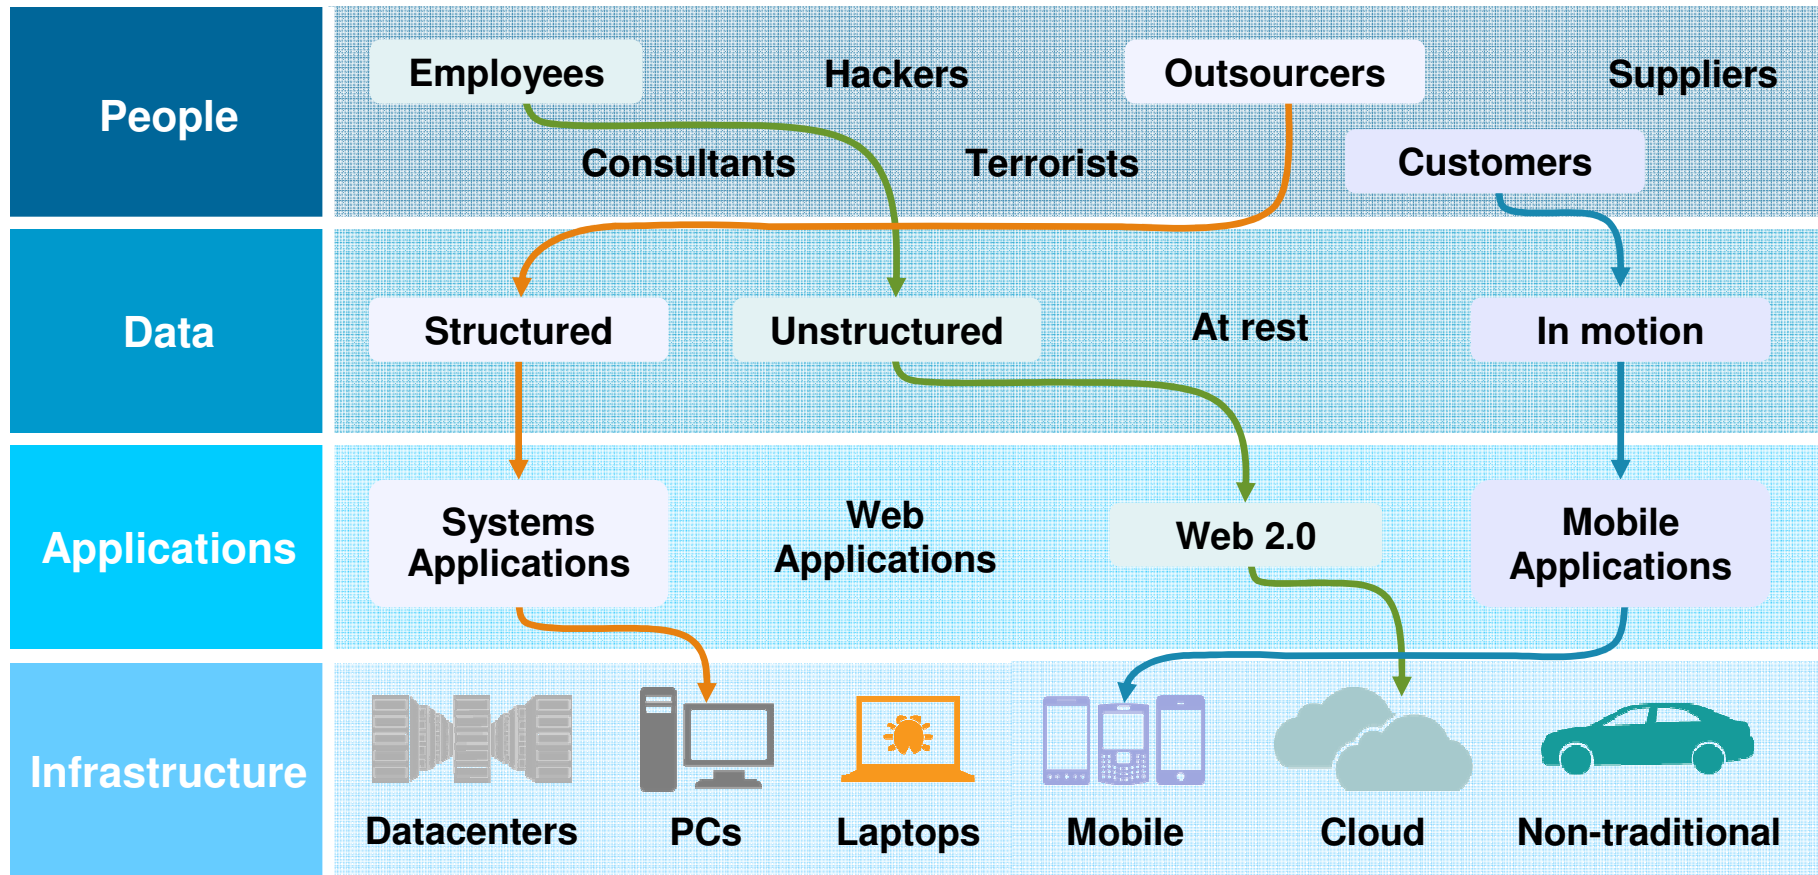 People
Employees
Hackers
Outsourcers
Suppliers
Consultants
Terrorists
Customers
Data
Structured
Unstructured
At rest
In motion
Applications
Systems
Applications
Web
Applications
Web 2.0
Mobile
Applications
Infrastructure
Datacenters
PCs
Laptops
Mobile
Cloud
Non-traditional